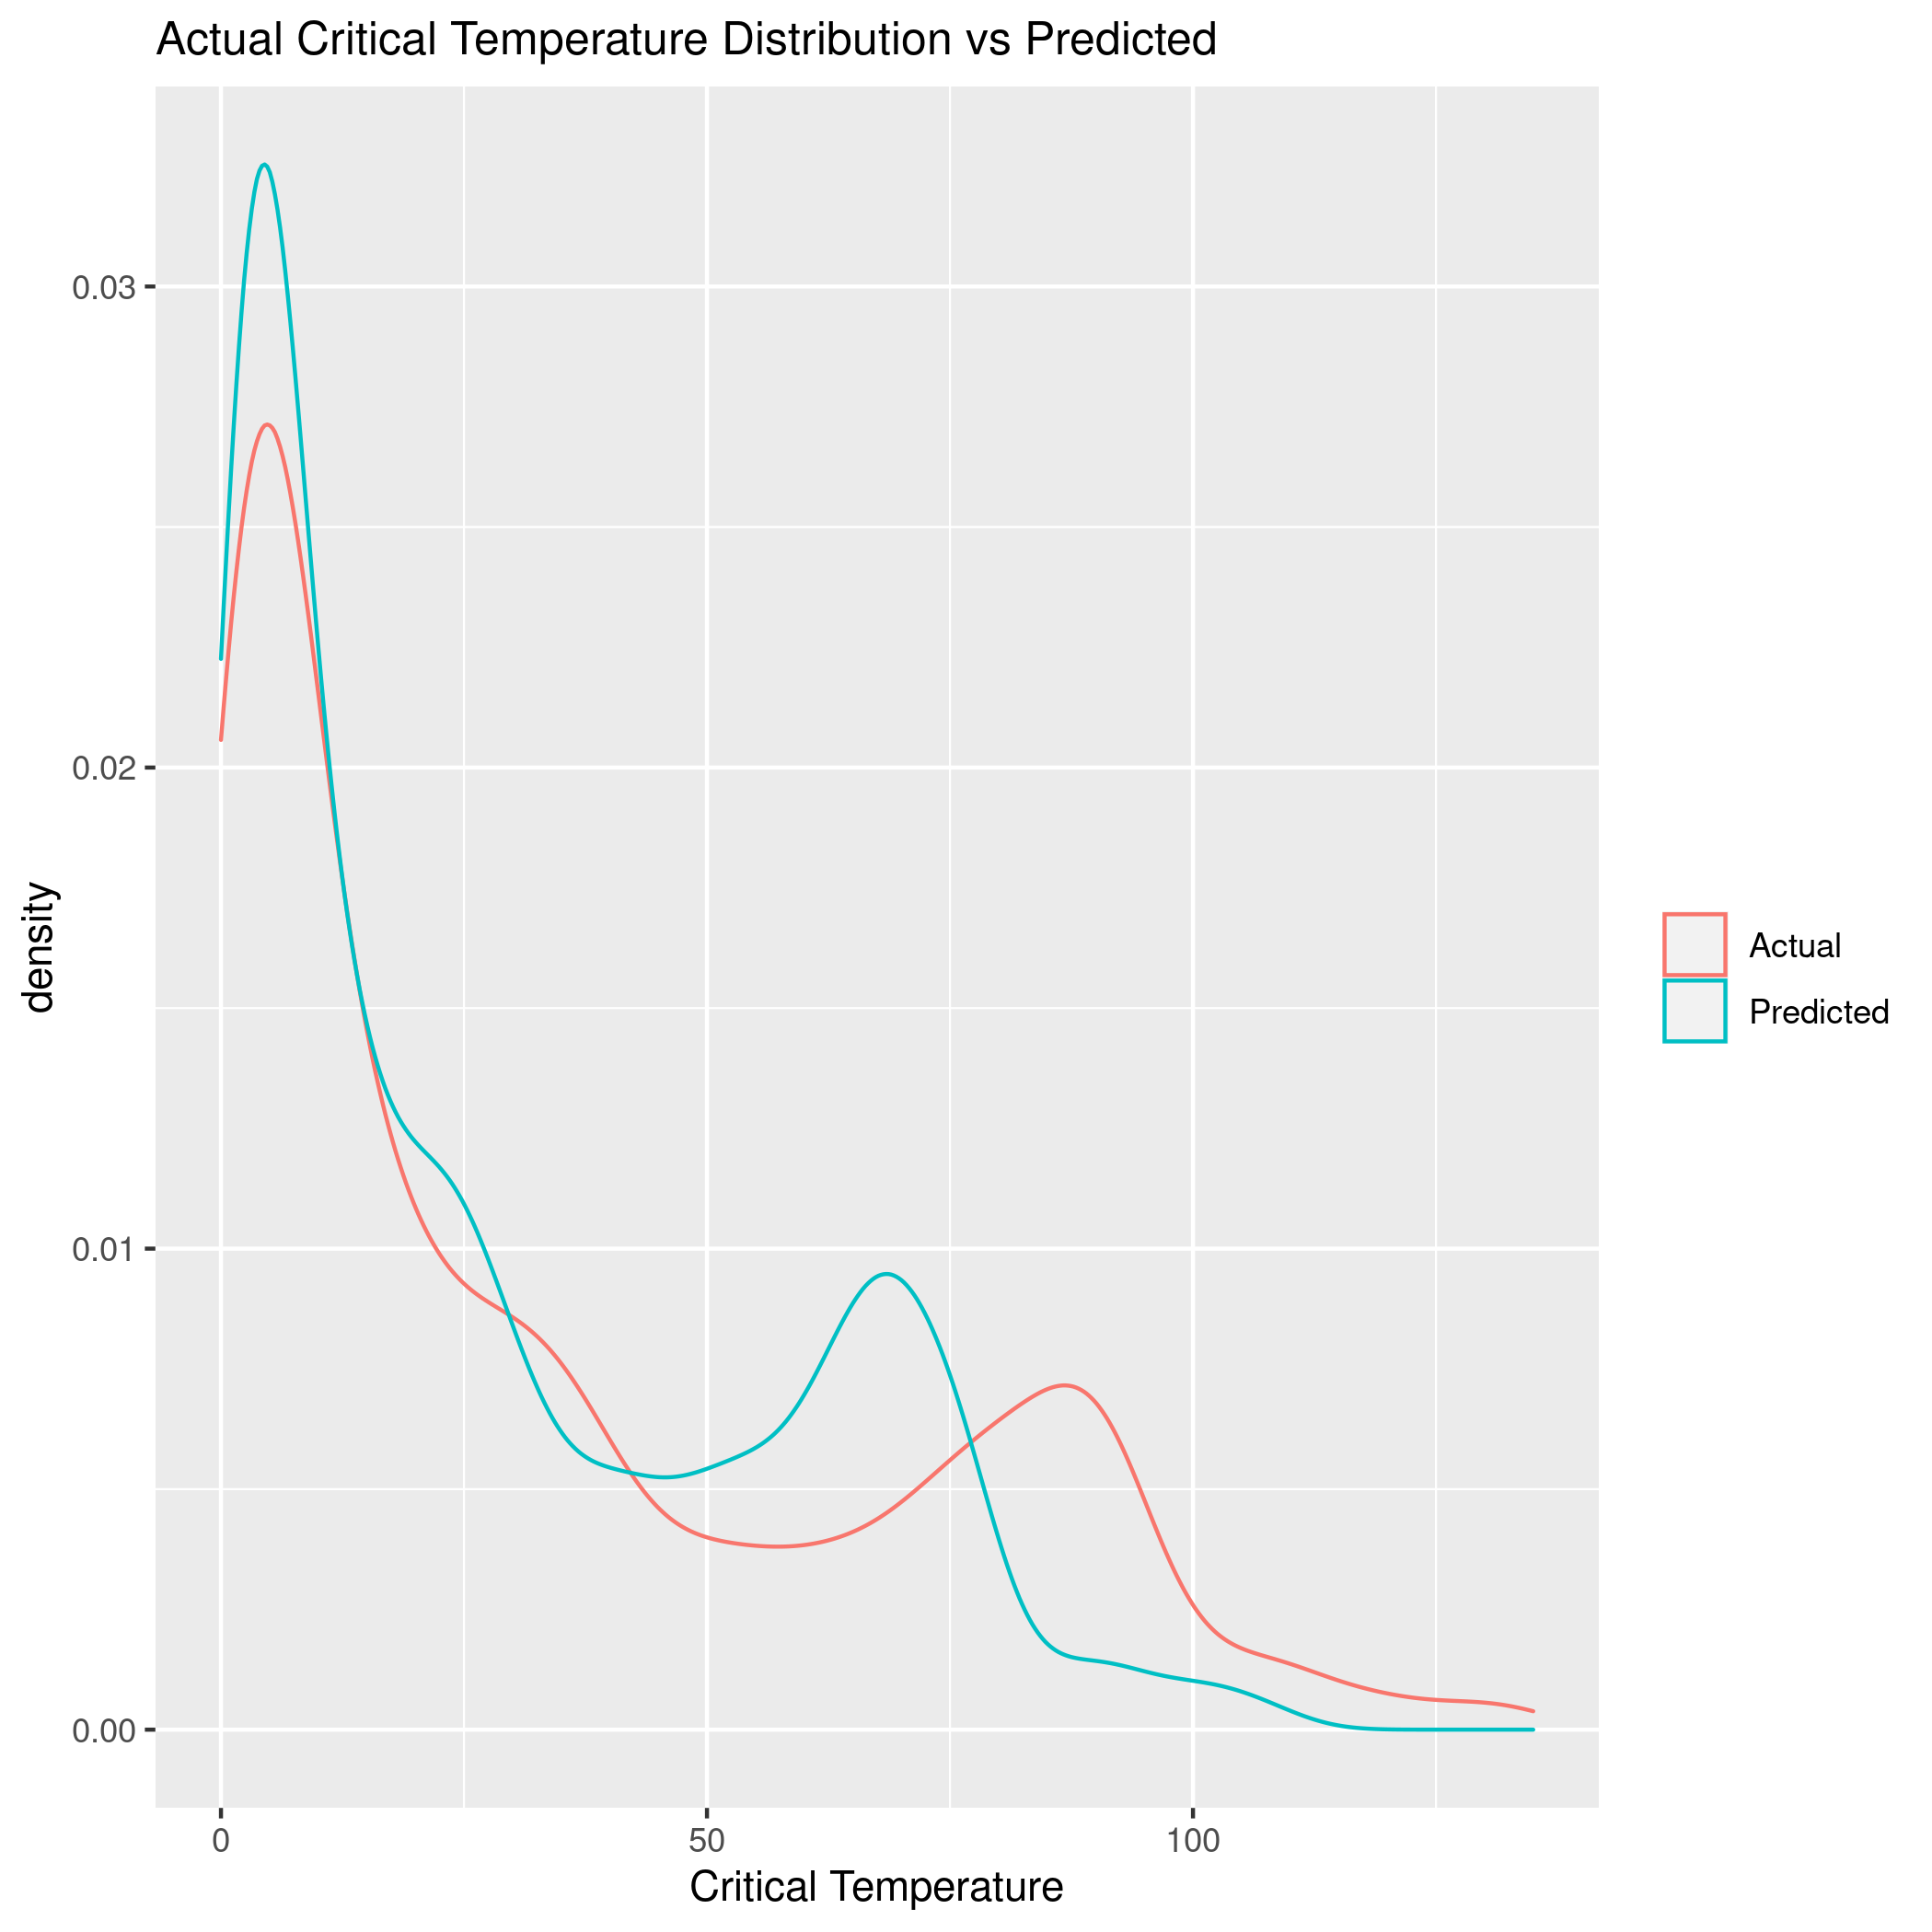 Actual Critical Temperature Distribution vs Predicted
0.03
0.02
0.01
0.00
density
0
50
100
Critical Temperature
Actual
Predicted